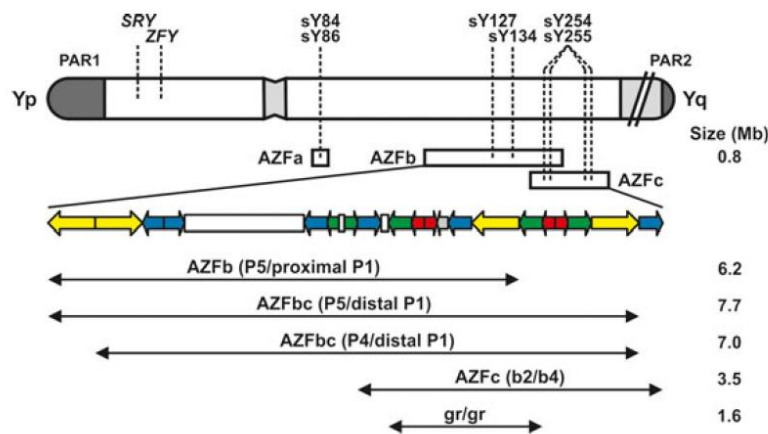 SRY
ZFY
sY84
sY86
sY127
sY134
sY254
sY255
PAR1
PAR2
Yp
Yq
Size (Mb)
AZFa
AZFb
0.8
AZFc
AZFb (P5/proximal P1)
6.2
AZFbc (P5/distal P1)
7.7
AZFbc (P4/distal P1)
7.0
AZFc (b2/b4)
3.5
gr/gr
1.6